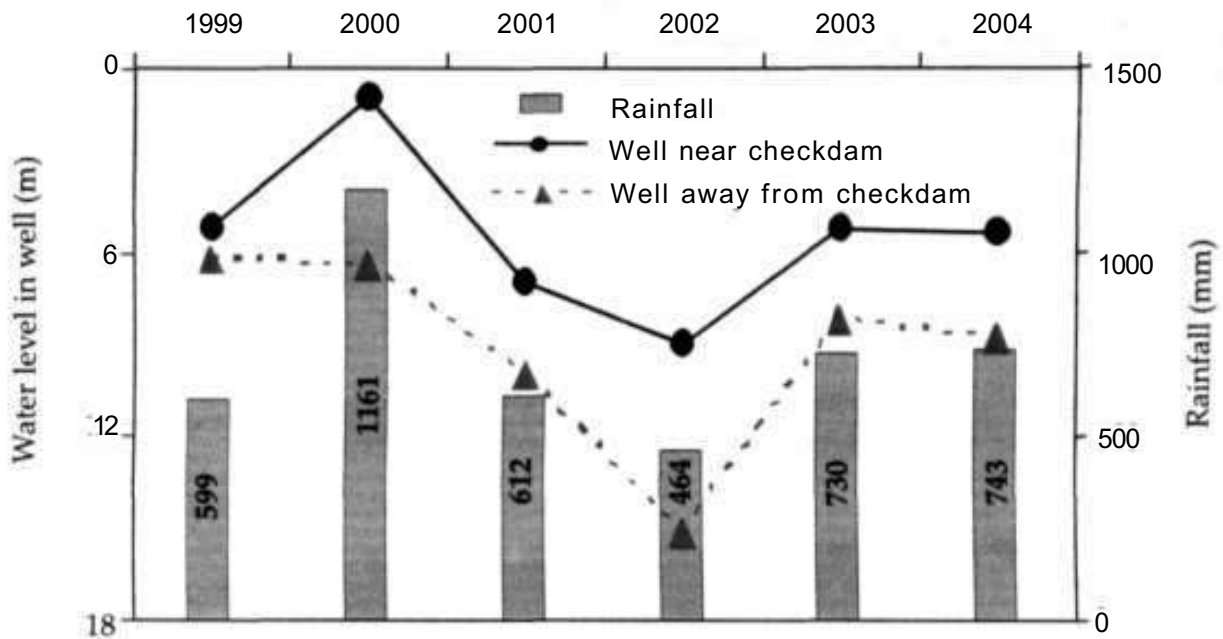 1999 2000 2001 2002 2003 2004
0
6
12
18
Water level in well (m)
Rainfall
Well near checkdam
Well away from checkdam
599
1161
612
464
730
743
1500
1000
500
0
Rainfall (mm)